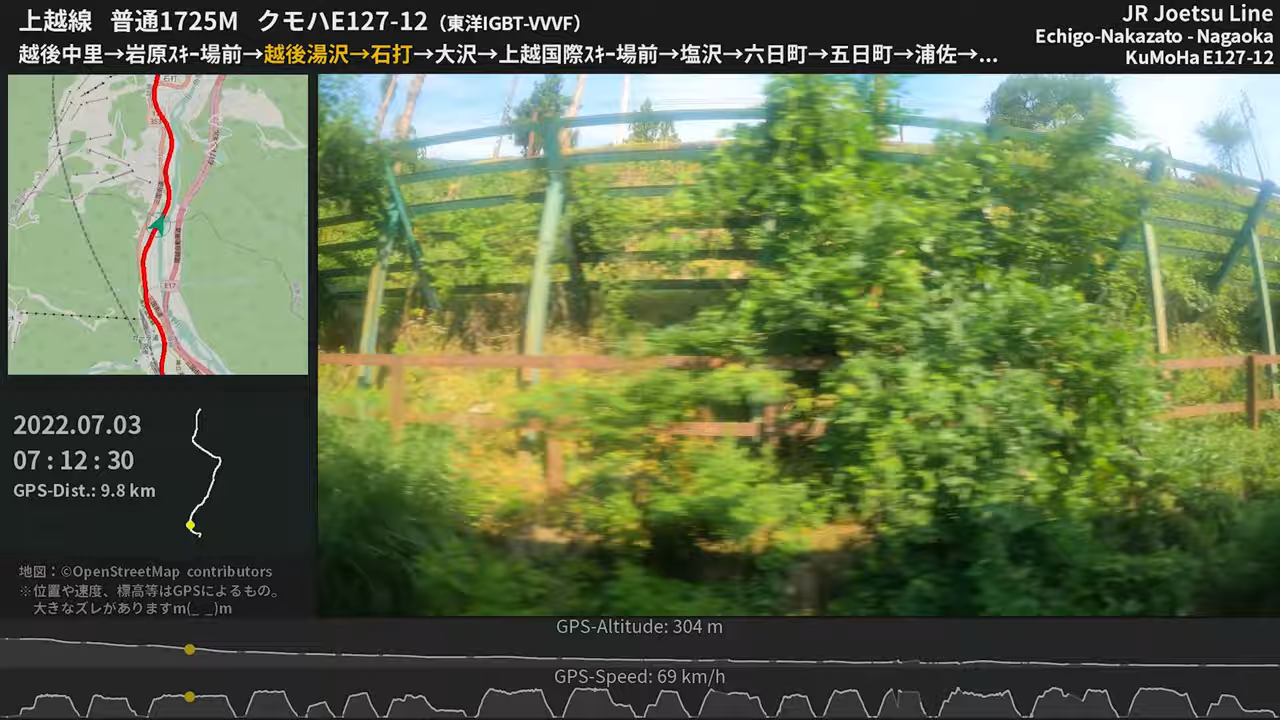 上越線 普通1725M クモハE127-12（東洋IGBT-VVVF）
越後中里→岩原ｽｷｰ場前→越後湯沢→石打→大沢→上越国際ｽｷｰ場前→塩沢→六日町→五日町→浦佐→…
JR Joetsu Line
Echigo-Nakazato - Nagaoka
KuMoHa E127-12
石打
E17
2022.07.03
07 : 12 : 30
GPS-Dist.: 9.8 km
地図：©OpenStreetMap contributors
※位置や速度、標高等はGPSによるもの。
大きなズレがありますm(_ _)m
GPS-Altitude: 304 m
GPS-Speed: 69 km/h